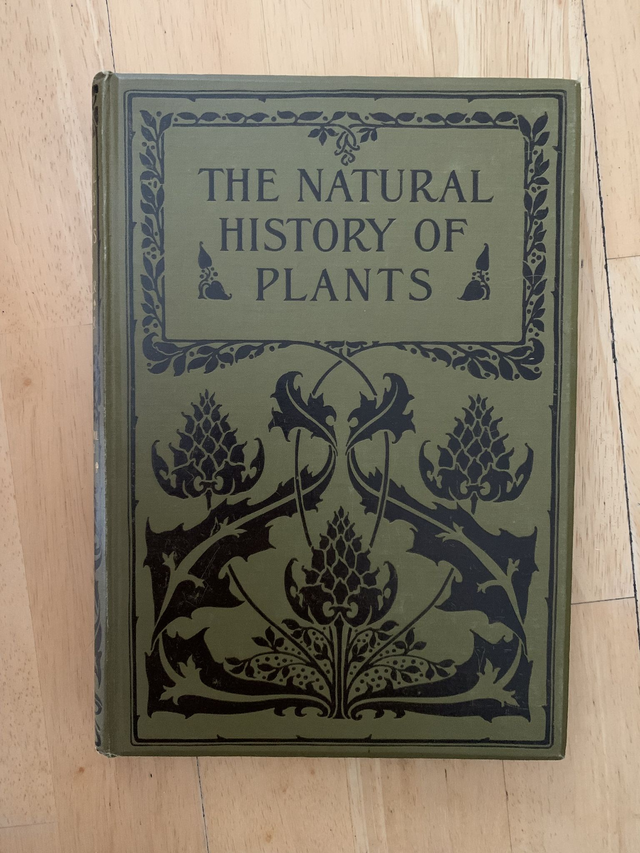 THE NATURAL
HISTORY OF
PLANTS